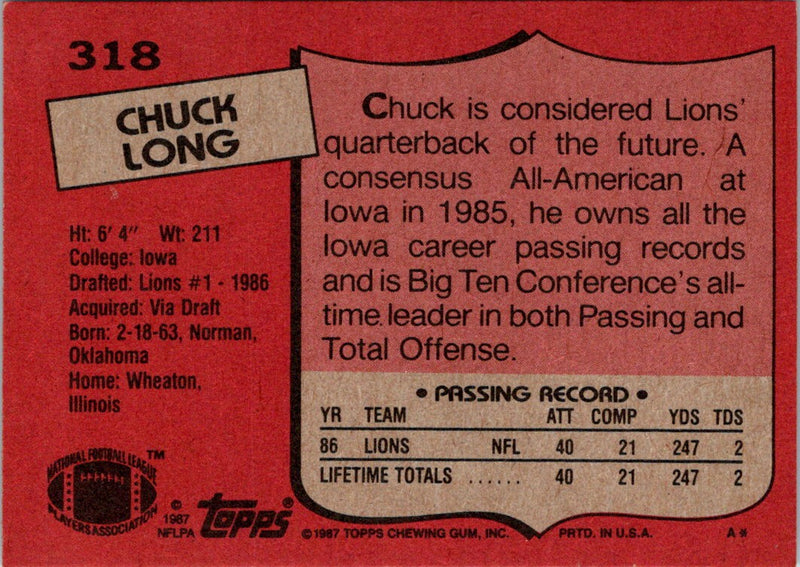 318
CHUCK
LONG
Ht: 6' 4" Wt: 211
College: Iowa
Drafted: Lions #1 - 1986
Acquired: Via Draft
Born: 2-18-63, Norman,
Oklahoma
Home: Wheaton,
Illinois
Chuck is considered Lions'
quarterback of the future. A
consensus All-American at
Iowa in 1985, he owns all the
Iowa career passing records
and is Big Ten Conference's all-
time leader in both Passing and
Total Offense.
• PASSING RECORD •
YR TEAM ATT COMP YDS TDS
86 LIONS NFL 40 21 247 2
LIFETIME TOTALS ...... 40 21 247 2
NATIONAL FOOTBALL LEAGUE
PLAYERS ASSOCIATION
™
© 1987 NFLPA
topps®
© 1987 TOPPS CHEWING GUM, INC. PRTD. IN U.S.A. A*